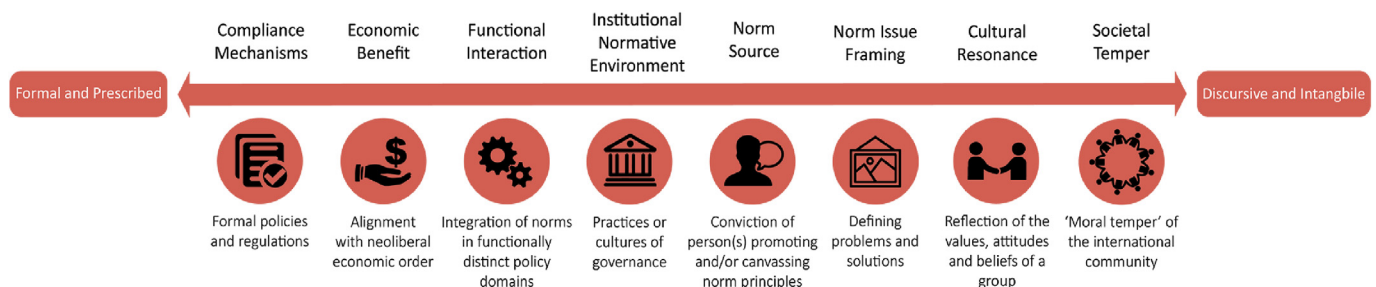 Compliance
Mechanisms
Economic
Benefit
Functional
Interaction
Institutional
Normative
Environment
Norm
Source
Norm Issue
Framing
Cultural
Resonance
Societal
Temper
Formal and Prescribed
Discursive and Intangbile
$
Formal policies
and regulations
Alignment
with neoliberal
economic order
Integration of norms
in functionally
distinct policy
domains
Practices or
cultures of
governance
Conviction of
person(s) promoting
and/or canvassing
norm principles
Defining
problems and
solutions
Reflection of the
values, attitudes
and beliefs of a
group
‘Moral temper’ of
the international
community